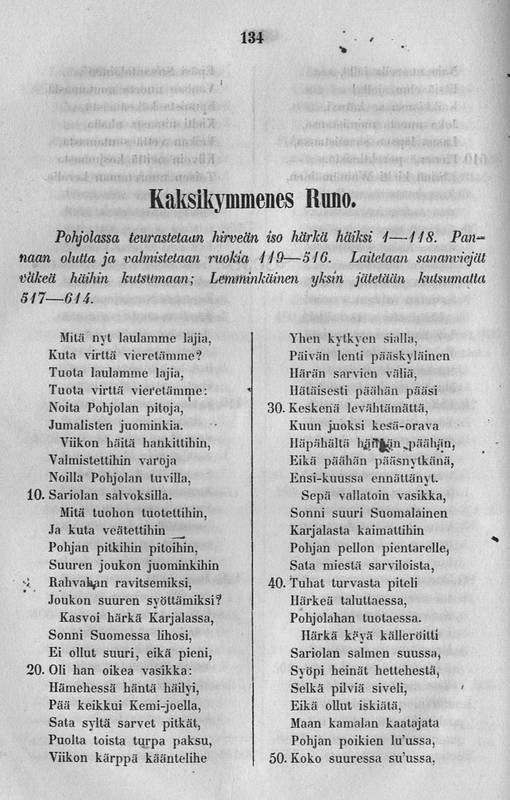 134
Kaksikymmenes Runo.
Pohjolassa teurastetaan hirveän iso härkä häiksi 1—118. Pan-
naan olutta ja valmistetaan ruokia 119—516. Laitetaan sananviejät
väkeä häihin kutsumaan; Lemminkäinen yksin jätetään kutsumatta
517—614.
Mitä nyt laulamme lajia,
Kuta virttä vieretämme?
Tuota laulamme lajia,
Tuota virttä vieretämme:
Noita Pohjolan pitoja,
Jumalisten juominkia.
Viikon häitä hankittihin,
Valmistettihin varoja
Noilla Pohjolan tuvilla,
10. Sariolan salvoksilla.
Mitä tuohon tuotettihin,
Ja kuta veätettihin
Pohjan pitkihin pitoihin,
Suuren joukon juominkihin
Rahvahan ravitsemiksi,
Joukon suuren syöttämiksi?
Kasvoi härkä Karjalassa,
Sonni Suomessa lihosi,
Ei ollut suuri, eikä pieni,
20. Oli han oikea vasikka:
Hämehessä häntä häilyi,
Pää keikkui Kemi-joella,
Sata syltä sarvet pitkät,
Puolta toista turpa paksu,
Viikon kärppä kääntelihe
Yhen kytkyen sialla,
Päivän lenti pääskyläinen
Härän sarvien väliä,
Hätäisesti päähän pääsi
30. Keskenä levähtämättä,
Kuun juoksi kesä-orava
Häpähältä hännän päähän,
Eikä päähän pääsnytkänä,
Ensi-kuussa ennättänyt.
Sepä vallatoin vasikka,
Sonni suuri Suomalainen
Karjalasta kaimattihin
Pohjan pellon pientarelle,
Sata miestä sarviloista,
40. Tuhat turvasta piteli
Härkeä taluttaessa,
Pohjolahan tuotaessa.
Härkä käyä källeröitti
Sariolan salmen suussa,
Syöpi heinät hettehestä,
Selkä pilviä siveli,
Eikä ollut iskiätä,
Maan kamalan kaatajata
Pohjan poikien lu'ussa,
50. Koko suuressa su'ussa,